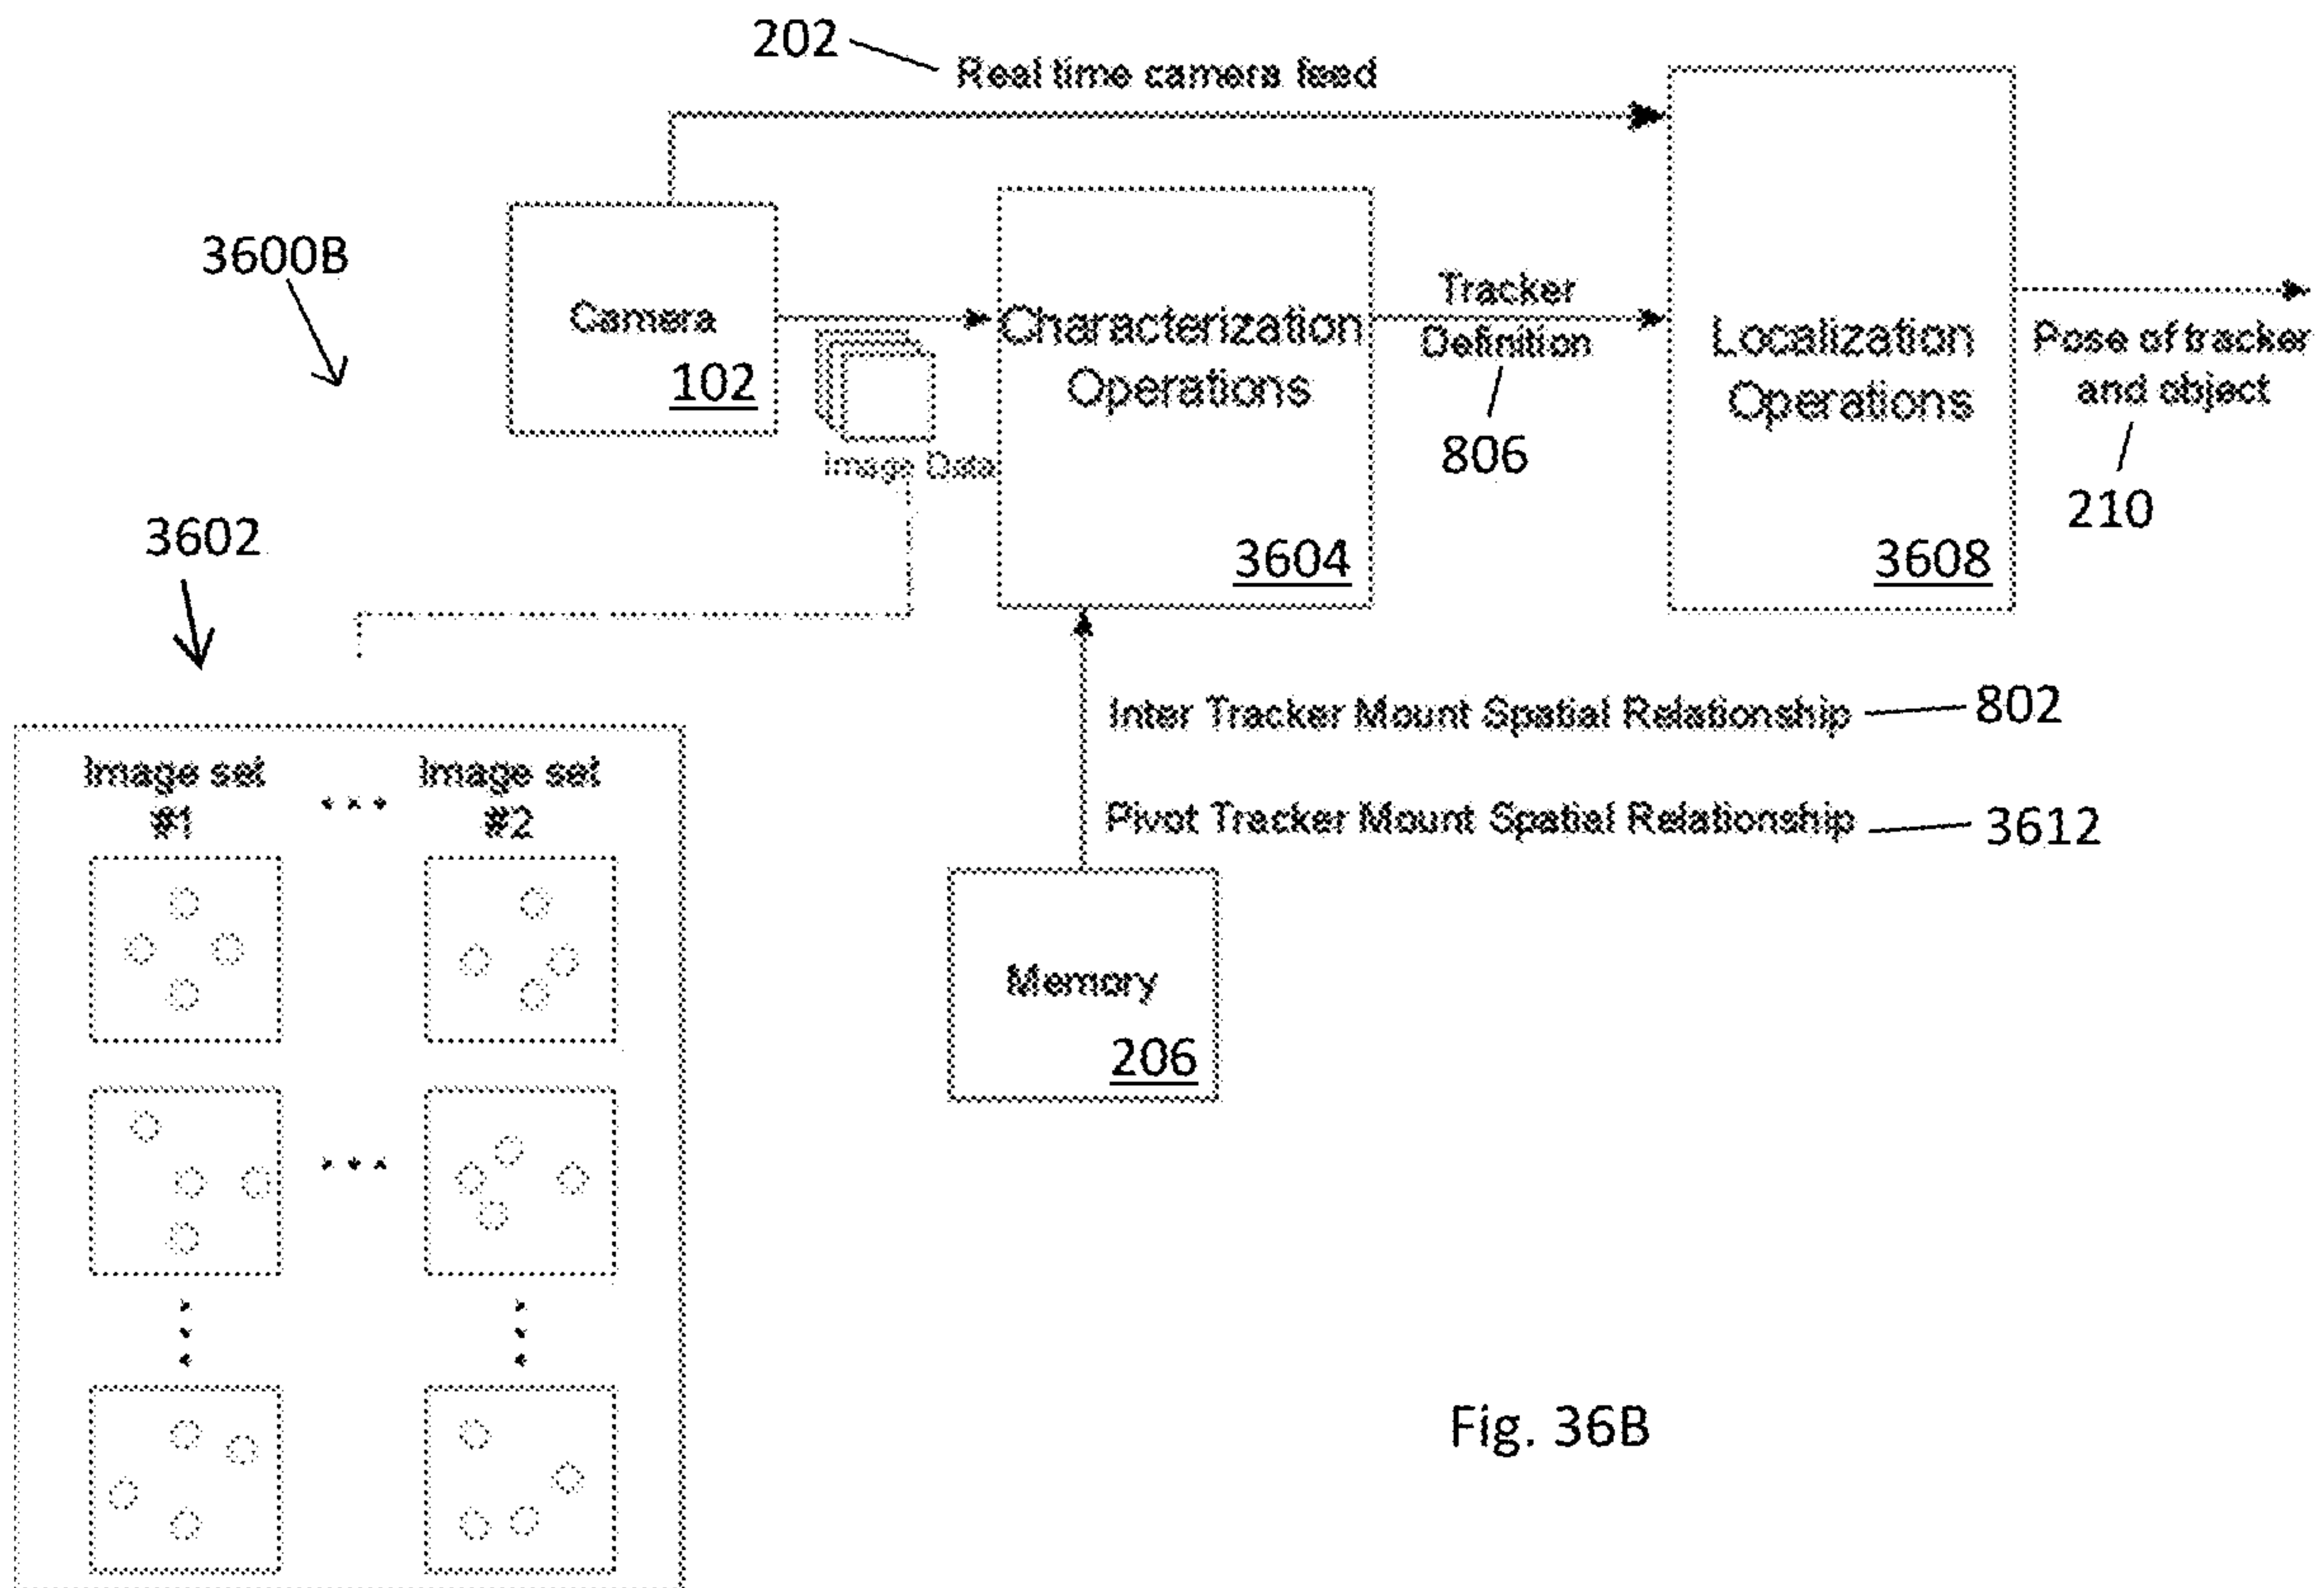 202
Real time camera feed
3600B
Camera
102
Image Data
Characterization
Operations
3604
Tracker
Definition
806
Localization
Operations
3608
Pose of tracker
and object
210
3602
Inter Tracker Mount Spatial Relationship
802
Pivot Tracker Mount Spatial Relationship
3612
Memory
206
Image set
#1
Image set
#2
Fig. 36B